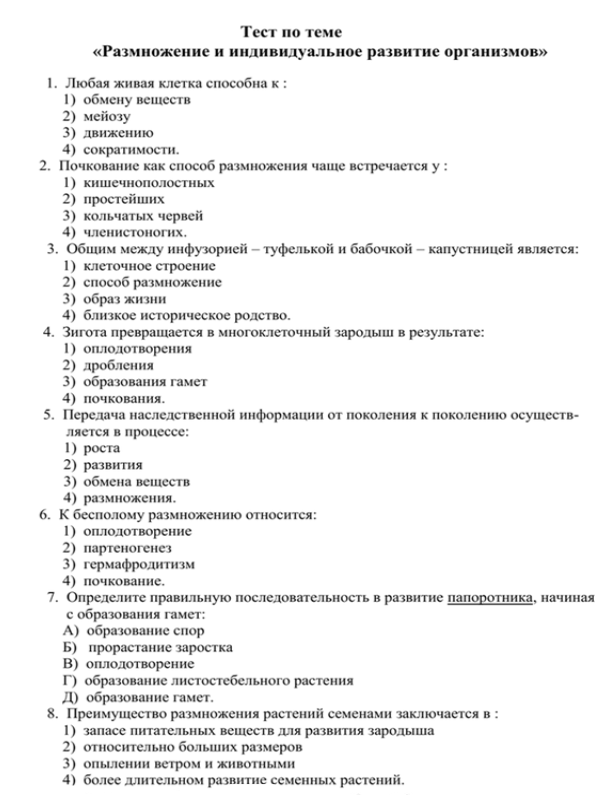 Тест по теме
«Размножение и индивидуальное развитие организмов»
1. Любая живая клетка способна к :
1) обмену веществ
2) мейозу
3) движению
4) сократимости.
2. Почкование как способ размножения чаще встречается у :
1) кишечнополостных
2) простейших
3) кольчатых червей
4) членистоногих.
3. Общим между инфузорией – туфелькой и бабочкой – капустницей является:
1) клеточное строение
2) способ размножение
3) образ жизни
4) близкое историческое родство.
4. Зигота превращается в многоклеточный зародыш в результате:
1) оплодотворения
2) дробления
3) образования гамет
4) почкования.
5. Передача наследственной информации от поколения к поколению осуществ-
ляется в процессе:
1) роста
2) развития
3) обмена веществ
4) размножения.
6. К бесполому размножению относится:
1) оплодотворение
2) партеногенез
3) гермафродитизм
4) почкование.
7. Определите правильную последовательность в развитие папоротника, начиная
с образования гамет:
А) образование спор
Б) прорастание заростка
В) оплодотворение
Г) образование листостебельного растения
Д) образование гамет.
8. Преимущество размножения растений семенами заключается в :
1) запасе питательных веществ для развития зародыша
2) относительно больших размеров
3) опылении ветром и животными
4) более длительном развитие семенных растений.